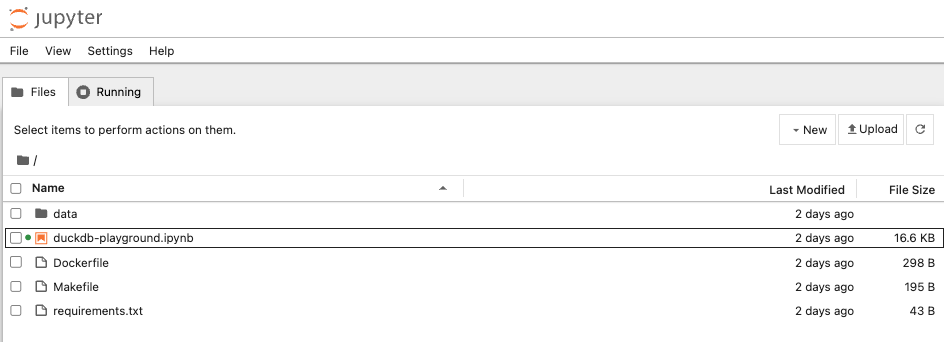 jupyter
File View Settings Help
Files Running
Select items to perform actions on them. New Upload
/
Name Last Modified File Size
data 2 days ago
duckdb-playground.ipynb 2 days ago 16.6 KB
Dockerfile 2 days ago 298 B
Makefile 2 days ago 195 B
requirements.txt 2 days ago 43 B